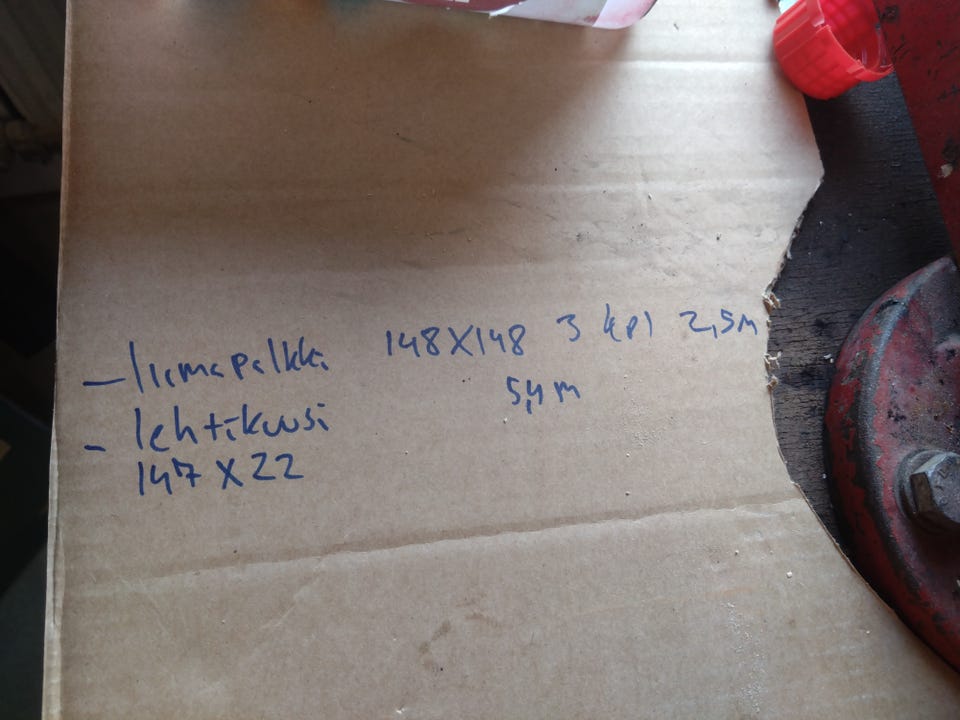 - liimapalkki 148X148 3 kpl 2,5m
5,4m
- lehtikuusi
147X22